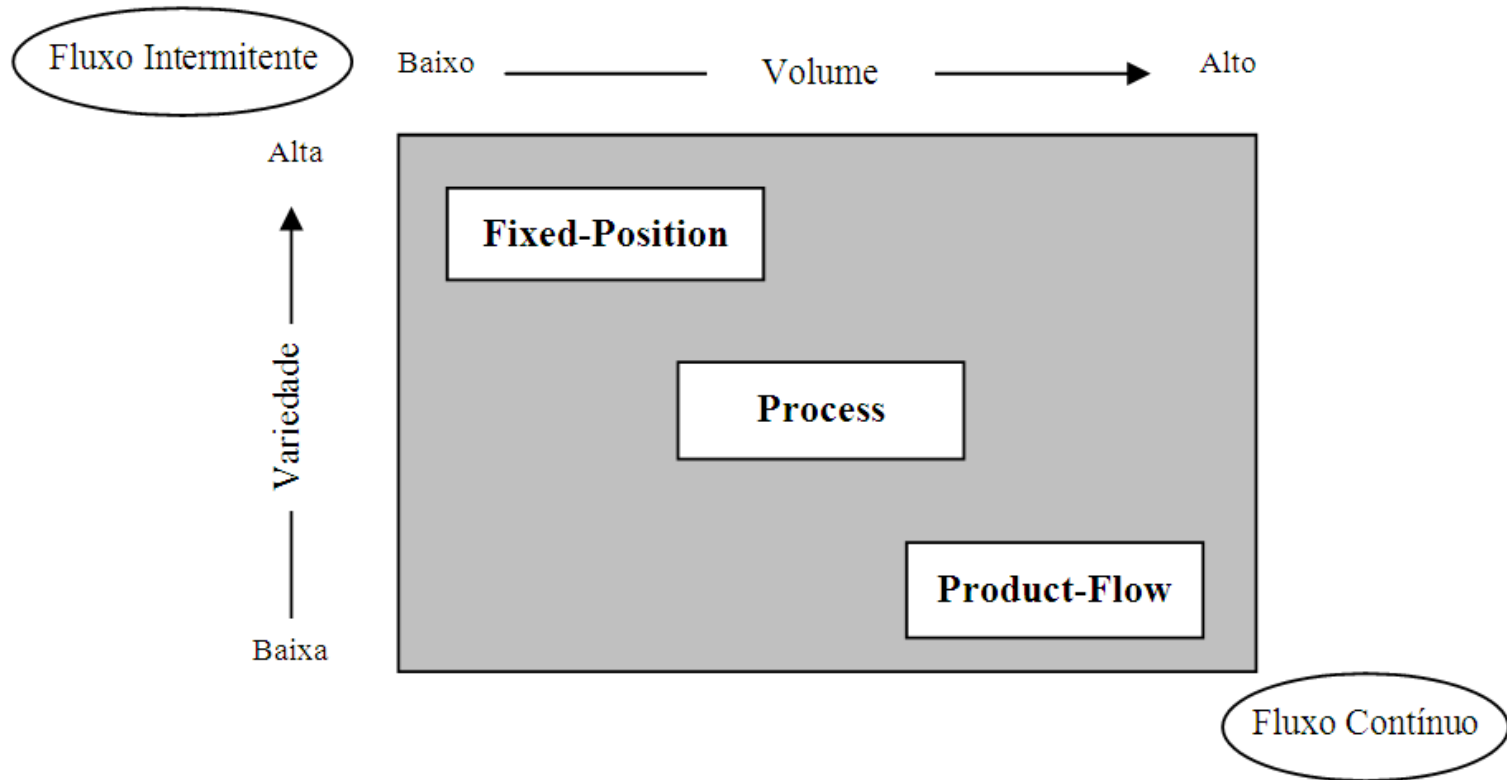 Fluxo Intermitente
Baixo Volume Alto
Alta
Fixed-Position
Variedade
Process
Product-Flow
Baixa
Fluxo Contínuo